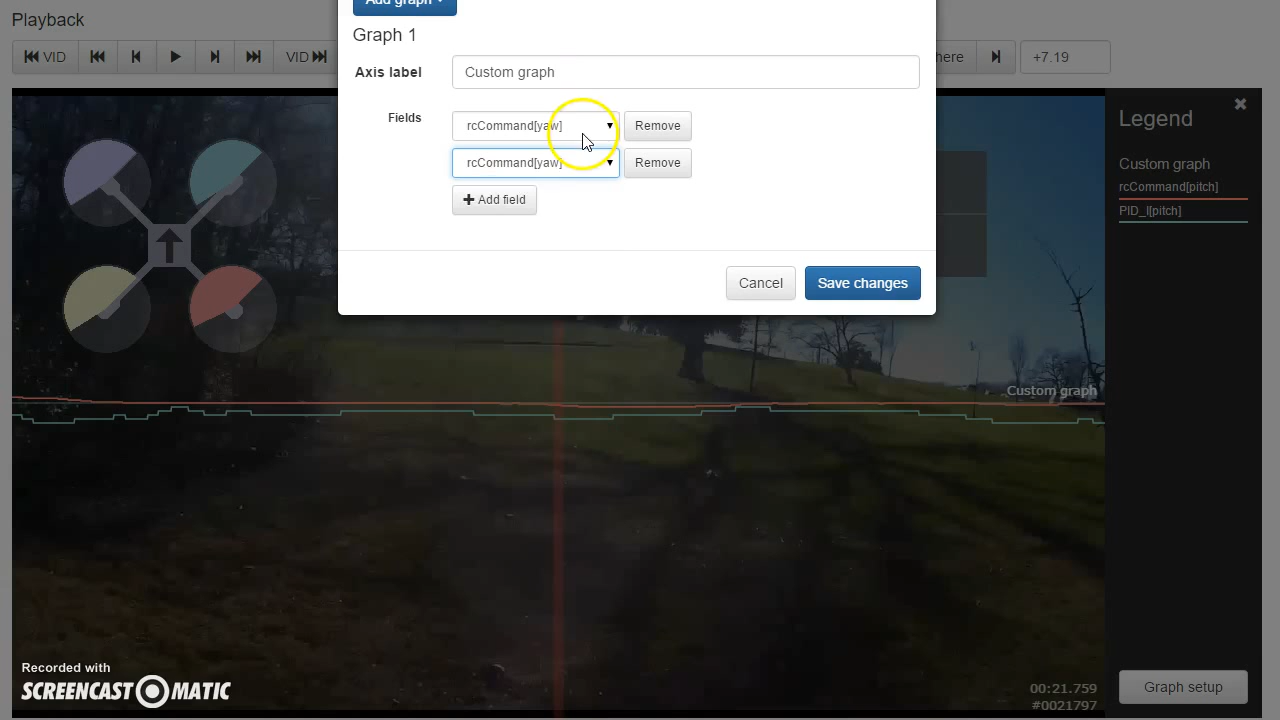 Playback
Add graph
VID
VID
here
+7.19
Graph 1
Axis label
Custom graph
Fields
rcCommand[yaw]
Remove
rcCommand[yaw]
Remove
Add field
Cancel
Save changes
Legend
Custom graph
rcCommand[pitch]
PID_I[pitch]
Custom graph
Recorded with
SCREENCAST MATIC
00:21.759
#0021797
Graph setup